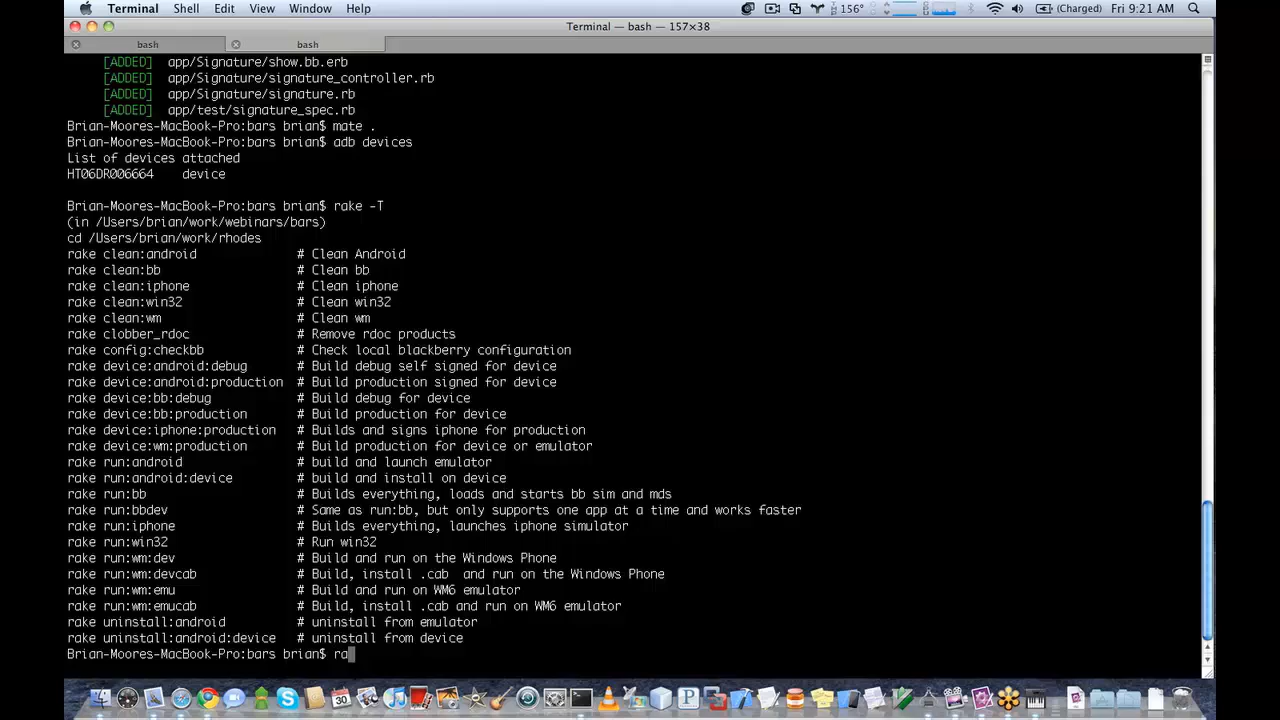 Terminal Shell Edit View Window Help 156° (Charged) Fri 9:21 AM
Terminal — bash — 157×38
bash bash
[ADDED] app/Signature/show.bb.erb
[ADDED] app/Signature/signature_controller.rb
[ADDED] app/Signature/signature.rb
[ADDED] app/test/signature_spec.rb
Brian-Moores-MacBook-Pro:bars brian$ mate .
Brian-Moores-MacBook-Pro:bars brian$ adb devices
List of devices attached
HT06DR006664 device
Brian-Moores-MacBook-Pro:bars brian$ rake -T
(in /Users/brian/work/webinars/bars)
cd /Users/brian/work/rhodes
rake clean:android # Clean Android
rake clean:bb # Clean bb
rake clean:iphone # Clean iphone
rake clean:win32 # Clean win32
rake clean:wm # Clean wm
rake clobber_rdoc # Remove rdoc products
rake config:checkbb # Check local blackberry configuration
rake device:android:debug # Build debug self signed for device
rake device:android:production # Build production signed for device
rake device:bb:debug # Build debug for device
rake device:bb:production # Build production for device
rake device:iphone:production # Builds and signs iphone for production
rake device:wm:production # Build production for device or emulator
rake run:android # build and launch emulator
rake run:android:device # build and install on device
rake run:bb # Builds everything, loads and starts bb sim and mds
rake run:bbdev # Same as run:bb, but only supports one app at a time and works faster
rake run:iphone # Builds everything, launches iphone simulator
rake run:win32 # Run win32
rake run:wm:dev # Build and run on the Windows Phone
rake run:wm:devcab # Build, install .cab  and run on the Windows Phone
rake run:wm:emu # Build and run on WM6 emulator
rake run:wm:emucab # Build, install .cab and run on WM6 emulator
rake uninstall:android # uninstall from emulator
rake uninstall:android:device # uninstall from device
Brian-Moores-MacBook-Pro:bars brian$ ra